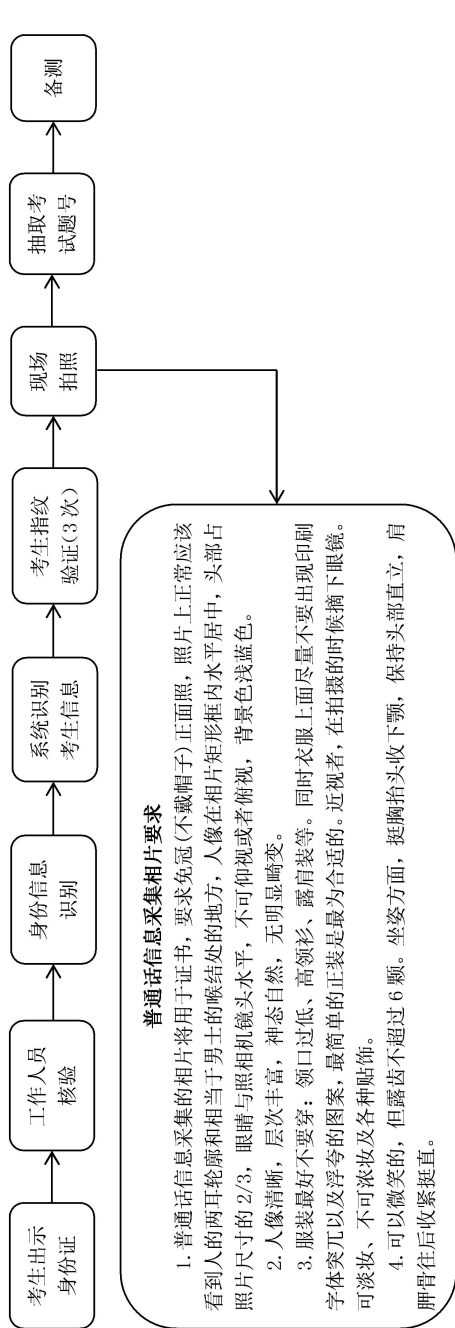 考生出示
身份证
工作人员
核验
身份信息
识别
系统识别
考生信息
考生指纹
验证(3 次)
现场
拍照
抽取考
试题号
备测
普通话信息采集相片要求
1. 普通话信息采集的相片将用于证书，要求免冠(不戴帽子)正面照，照片上正常应该
看到人的两耳轮廓和相当于男士的喉结处的地方，人像在相片矩形框内水平居中，头部占
照片尺寸的 2/3，眼睛与照相机镜头水平，不可仰视或者俯视，背景色浅蓝色。
2. 人像清晰，层次丰富，神态自然，无明显畸变。
3. 服装最好不要穿：领口过低、高领衫、露肩装等。同时衣服上面尽量不要出现印刷
字体突兀以及浮夸的图案，最简单的正装是最为合适的。近视者，在拍摄的时候摘下眼镜。
可淡妆、不可浓妆及各种贴饰。
4. 可以微笑的，但露齿不超过 6 颗。坐姿方面，挺胸抬头收下颚，保持头部直立，肩
胛骨往后收紧挺直。